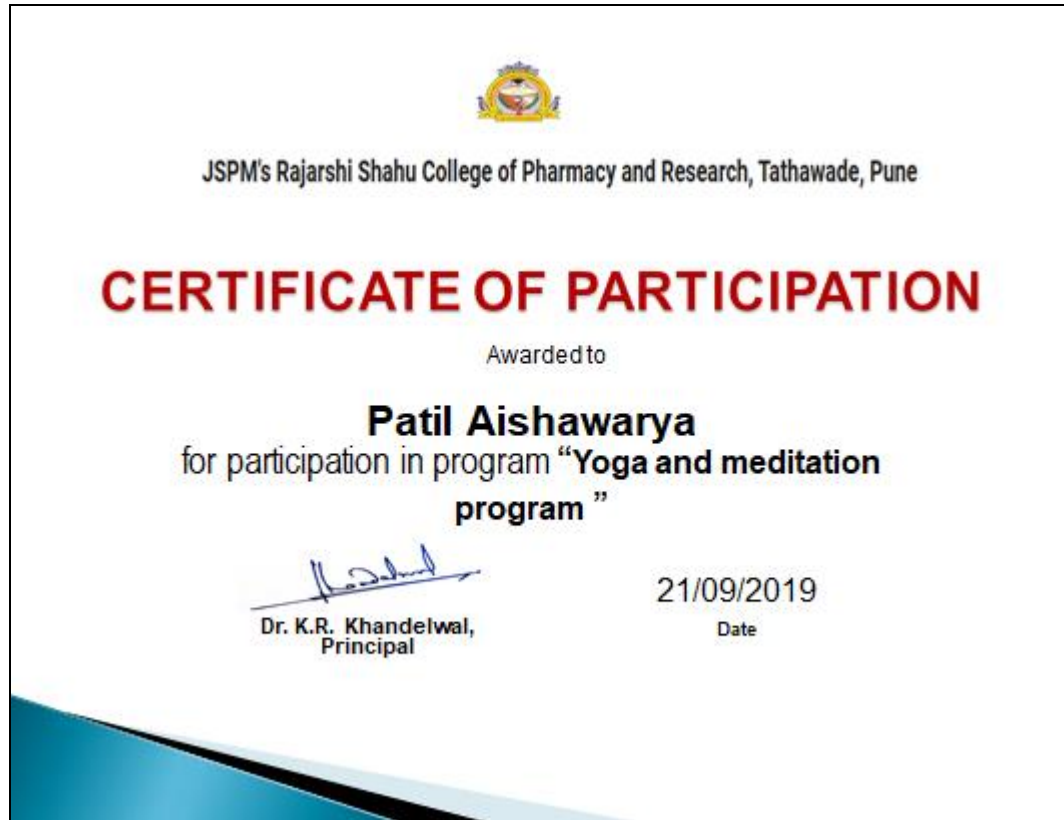 JSPM's Rajarshi Shahu College of Pharmacy and Research, Tathawade, Pune
CERTIFICATE OF PARTICIPATION
Awarded to
Patil Aishawarya
for participation in program “Yoga and meditation
program ”
21/09/2019
Dr. K.R. Khandelwal,
Principal
Date